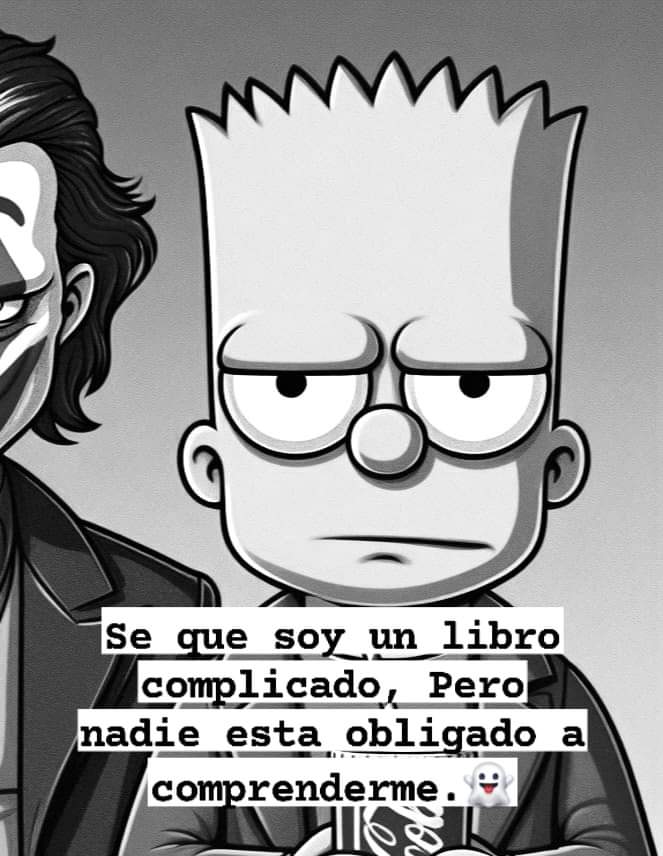 Se que soy un libro
complicado, Pero
nadie esta obligado a
comprenderme.👻